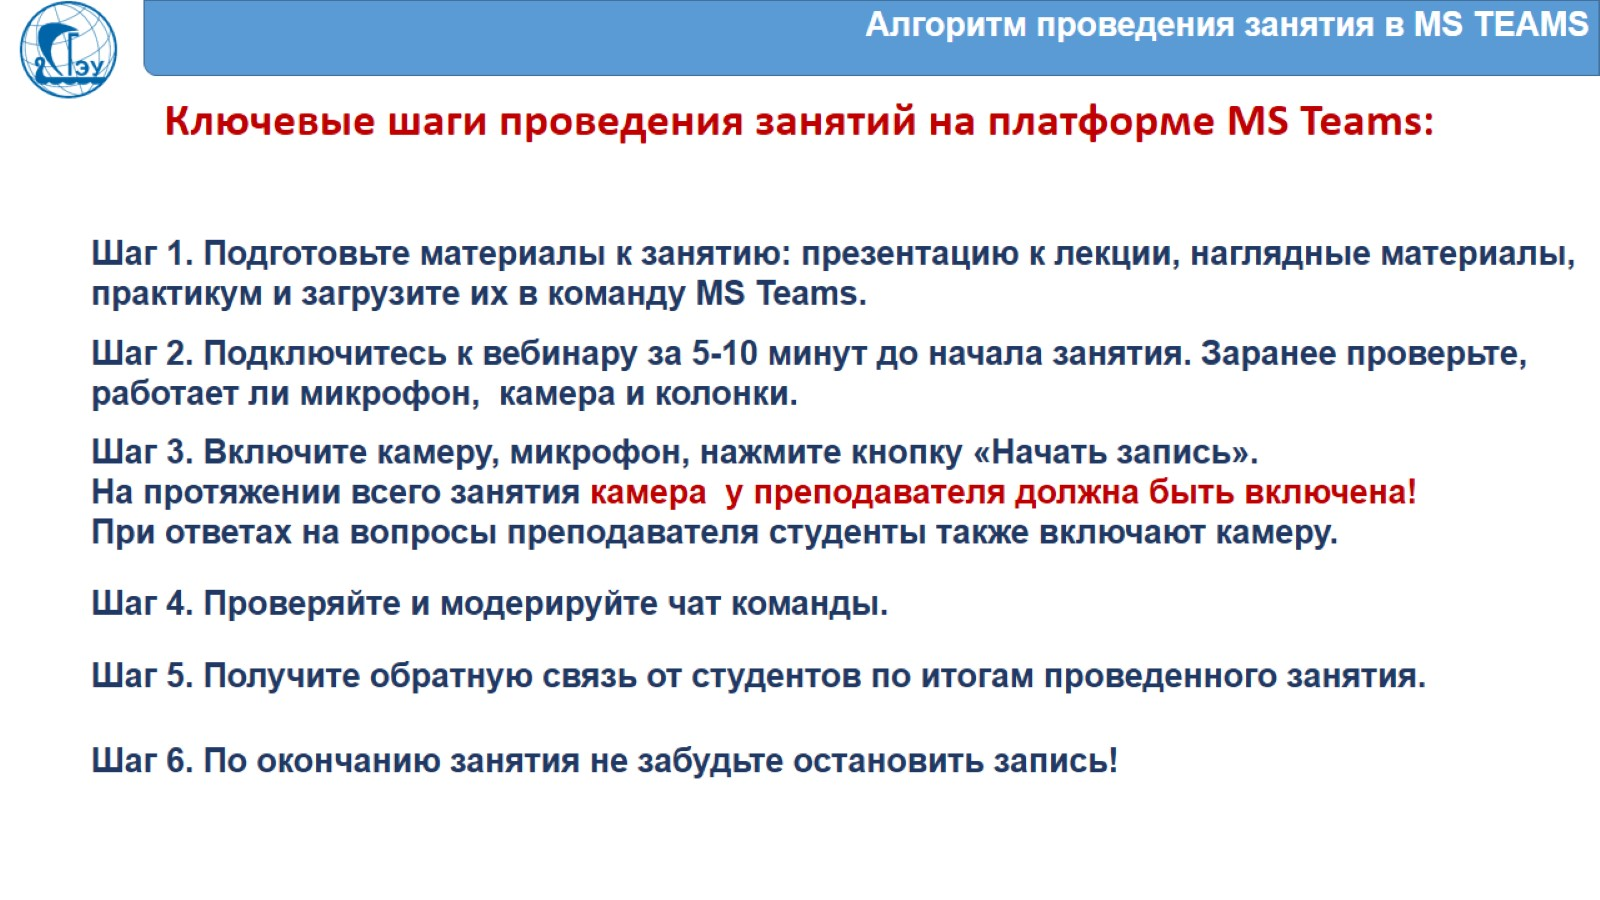 Алгоритм проведения занятия в MS TEAMS
ГЭУ
Ключевые шаги проведения занятий на платформе MS Teams:
Шаг 1. Подготовьте материалы к занятию: презентацию к лекции, наглядные материалы,
практикум и загрузите их в команду MS Teams.
Шаг 2. Подключитесь к вебинару за 5-10 минут до начала занятия. Заранее проверьте,
работает ли микрофон,  камера и колонки.
Шаг 3. Включите камеру, микрофон, нажмите кнопку «Начать запись».
На протяжении всего занятия камера  у преподавателя должна быть включена!
При ответах на вопросы преподавателя студенты также включают камеру.
Шаг 4. Проверяйте и модерируйте чат команды.
Шаг 5. Получите обратную связь от студентов по итогам проведенного занятия.
Шаг 6. По окончанию занятия не забудьте остановить запись!